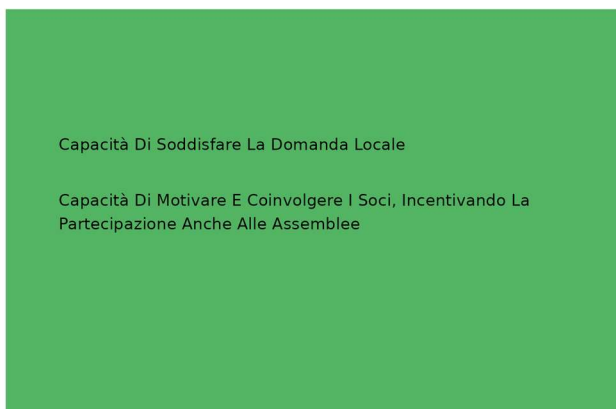 Capacità Di Soddisfare La Domanda Locale
Capacità Di Motivare E Coinvolgere I Soci, Incentivando La
Partecipazione Anche Alle Assemblee